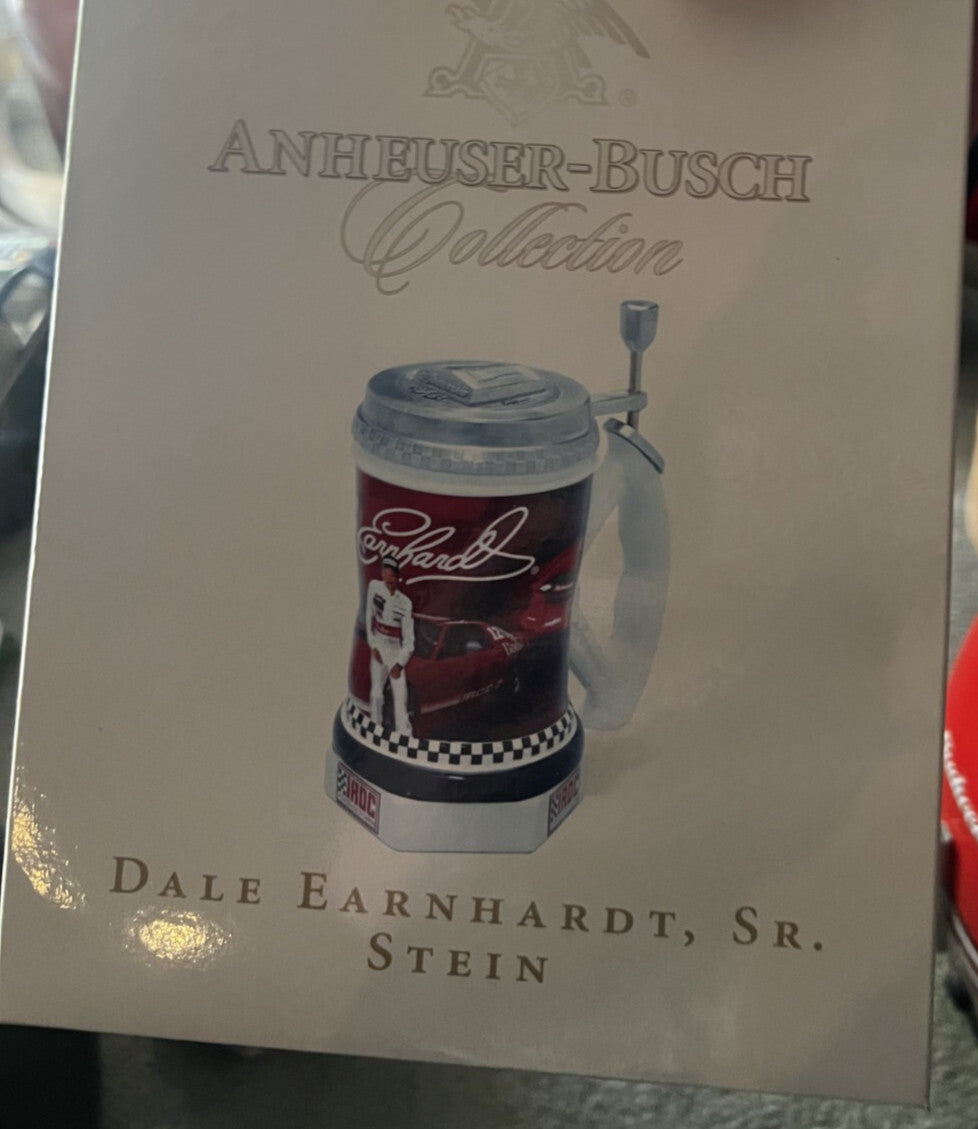 ®
ANHEUSER-BUSCH
Collection
Earnhardt
IROC
IROC
DALE EARNHARDT, SR.
STEIN